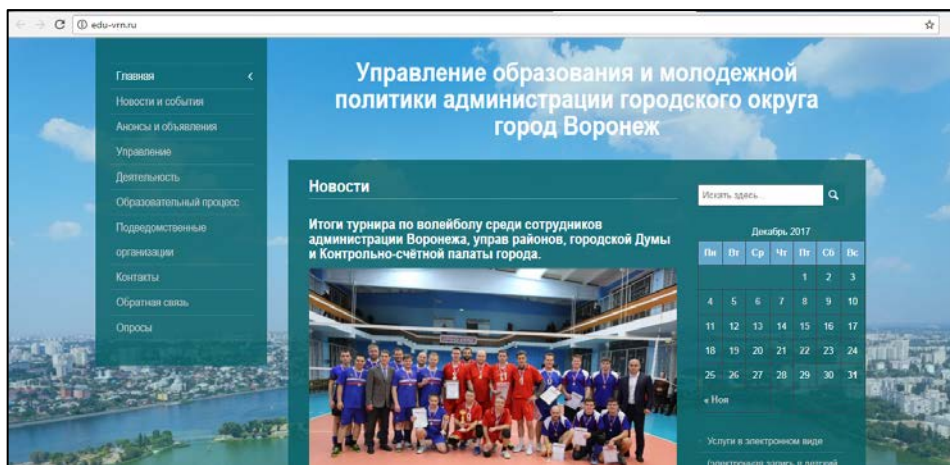 edu-vrn.ru
Главная
Новости и события
Анонсы и объявления
Управление
Деятельность
Образовательный процесс
Подведомственные
организации
Контакты
Обратная связь
Опросы
Управление образования и молодежной
политики администрации городского округа
город Воронеж
Новости
Итоги турнира по волейболу среди сотрудников
администрации Воронежа, управ районов, городской Думы
и Контрольно-счётной палаты города.
Искать здесь...
Декабрь 2017
Пн Вт Ср Чт Пт Сб Вс
1 2 3
4 5 6 7 8 9 10
11 12 13 14 15 16 17
18 19 20 21 22 23 24
25 26 27 28 29 30 31
« Ноя
Услуги в электронном виде
(электронная запись в детский